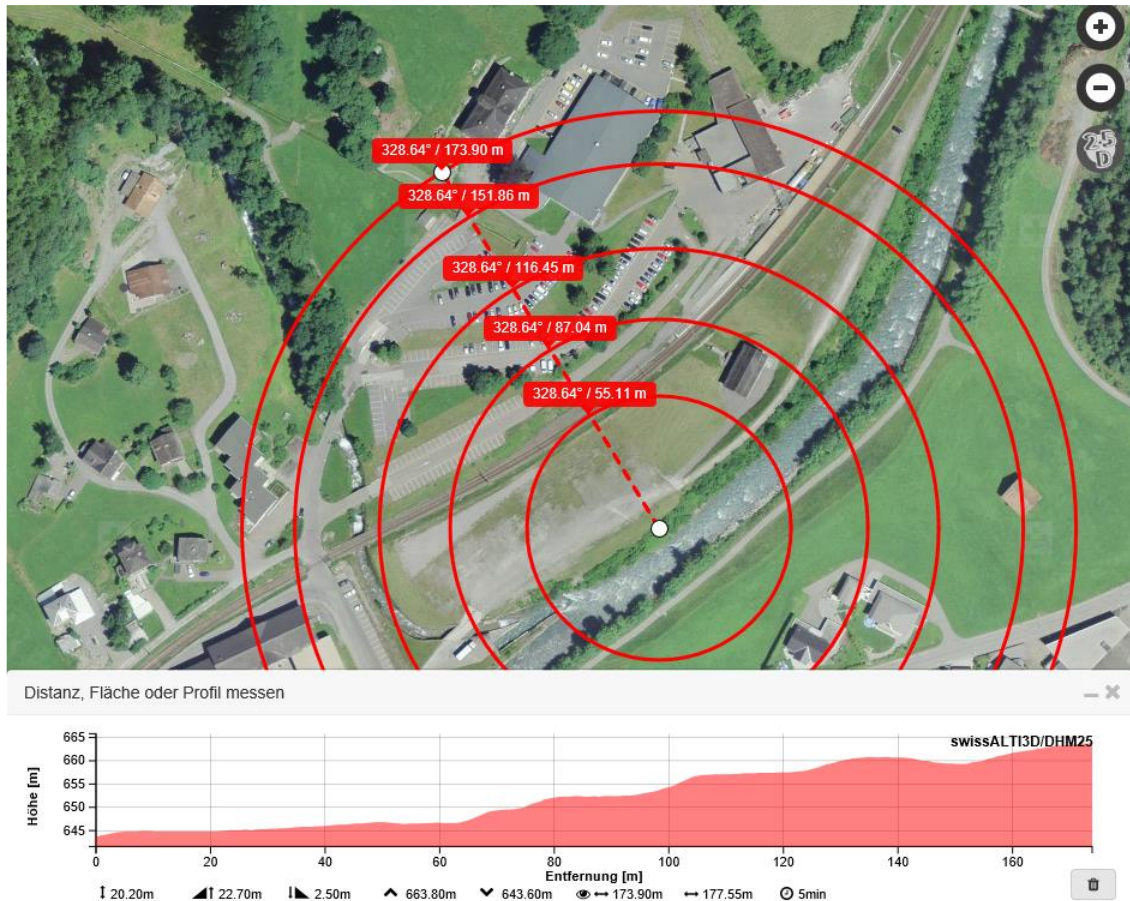 25
D
328.64° / 173.90 m
328.64° / 151.86 m
328.64° / 116.45 m
328.64° / 87.04 m
328.64° / 55.11 m
Distanz, Fläche oder Profil messen
swissALTI3D/DHM25
Höhe [m]
665
660
655
650
645
0 20 40 60 80 100 120 140 160
Entfernung [m]
20.20m 22.70m 2.50m 663.80m 643.60m 173.90m 177.55m 5min